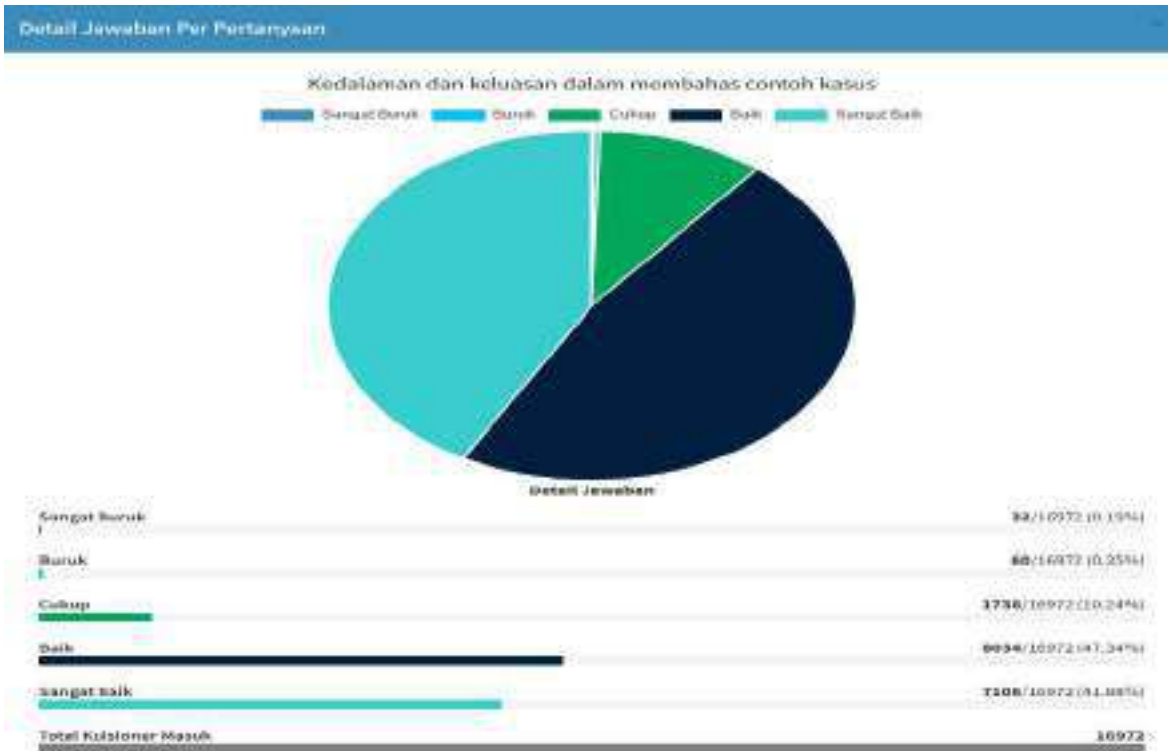 Detail Jawaban Per Pertanyaan
Kedalaman dan keluasan dalam membahas contoh kasus
Sangat Buruk Buruk Cukup Baik Sangat Baik
Detail Jawaban
Sangat Buruk 32/16972 (0.19%)
Buruk 60/16972 (0.35%)
Cukup 1738/16972 (10.24%)
Baik 8034/16972 (47.34%)
Sangat Baik 7108/16972 (41.88%)
Total Kuisioner Masuk 16972